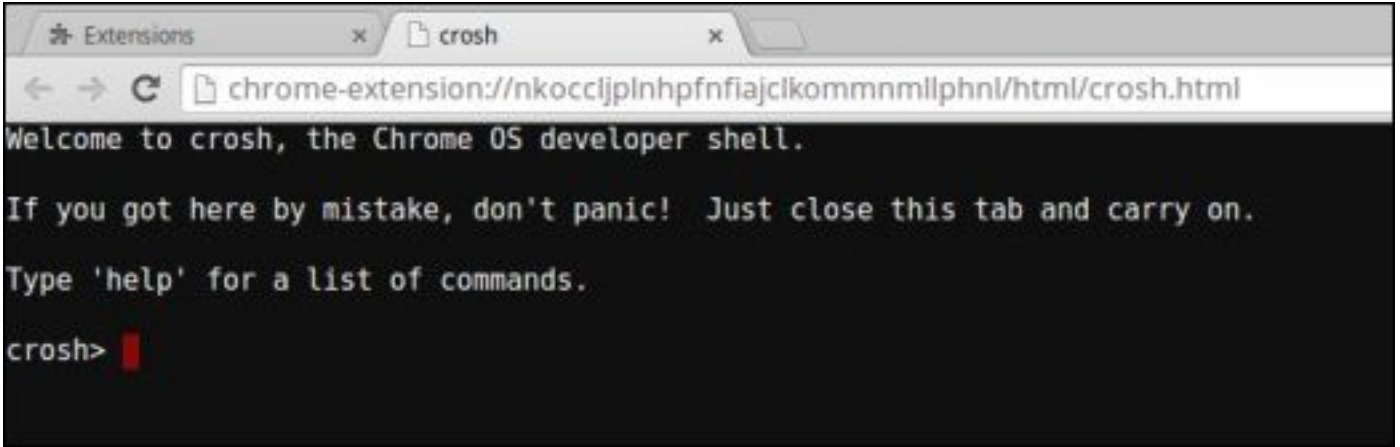 Extensions
crosh
chrome-extension://nkoccljplnhpfnfiajclkommnmllphnl/html/crosh.html
Welcome to crosh, the Chrome OS developer shell.
If you got here by mistake, don't panic!  Just close this tab and carry on.
Type 'help' for a list of commands.
crosh>